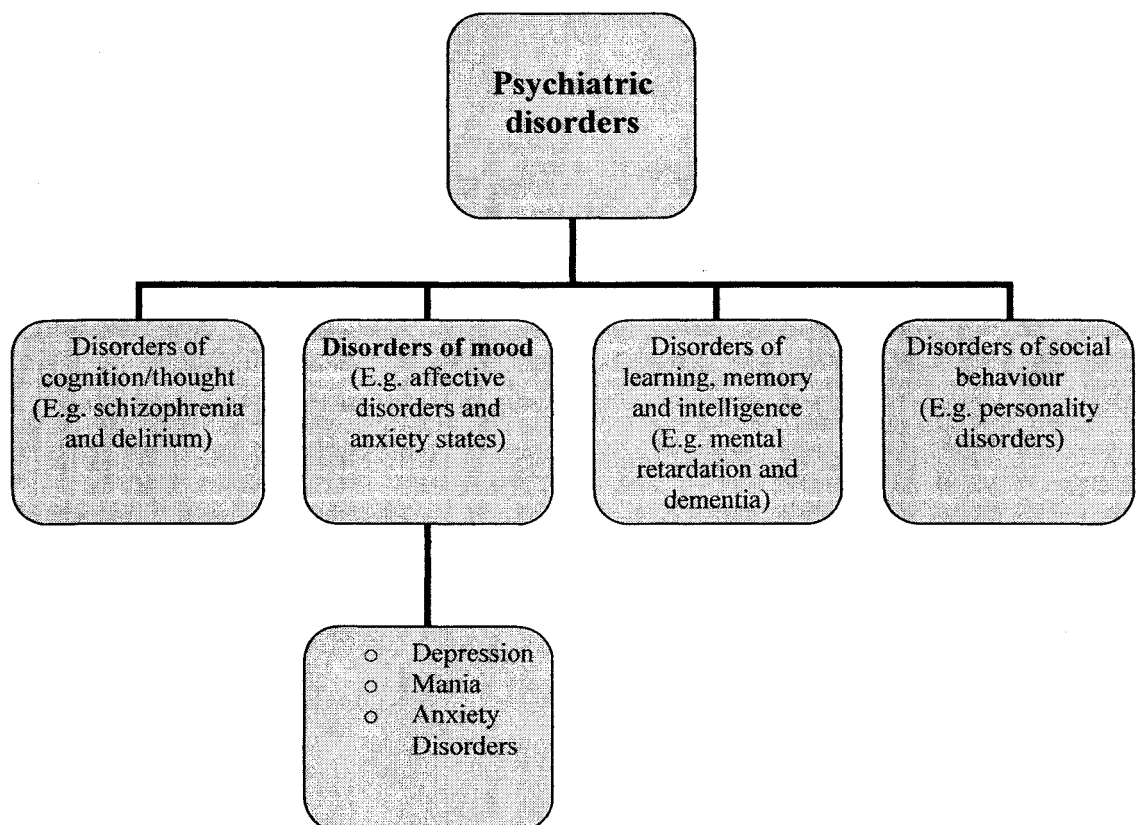 Psychiatric
disorders
Disorders of
cognition/thought
(E.g. schizophrenia
and delirium)
Disorders of mood
(E.g. affective
disorders and
anxiety states)
Disorders of
learning, memory
and intelligence
(E.g. mental
retardation and
dementia)
Disorders of social
behaviour
(E.g. personality
disorders)
○ Depression
○ Mania
○ Anxiety
Disorders